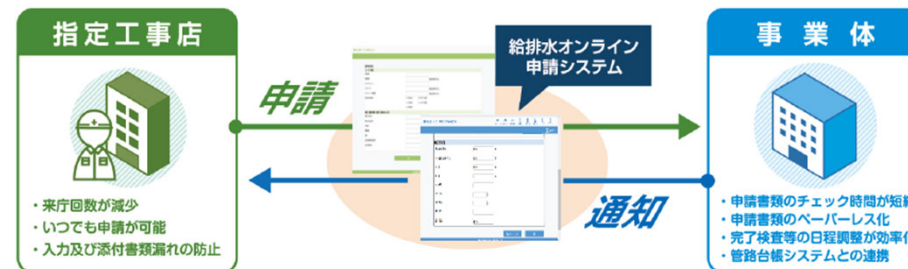 指定工事店
・来庁回数が減少
・いつでも申請が可能
・入力及び添付書類漏れの防止
申請
給排水オンライン
申請システム
通知
事業体
・申請書類のチェック時間が短
・申請書類のペーパーレス化
・完了検査等の日程調整が効率
・管路台帳システムとの連携